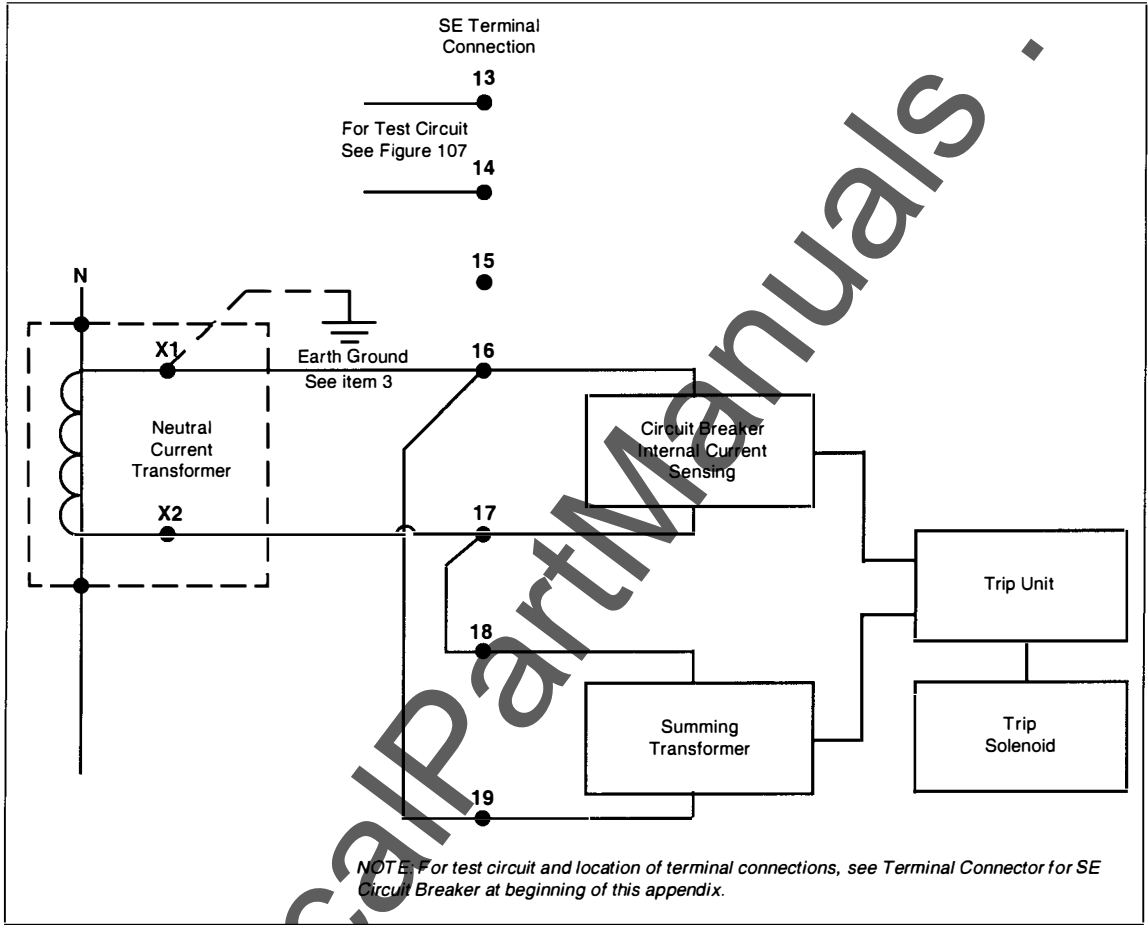 SE Terminal
Connection
13
For Test Circuit
See Figure 107
14
15
N
X1
Earth Ground
See item 3
16
Neutral
Current
Transformer
Circuit Breaker
Internal Current
Sensing
X2
17
Trip Unit
18
Summing
Transformer
Trip
Solenoid
19
NOTE: For test circuit and location of terminal connections, see Terminal Connector for SE
Circuit Breaker at beginning of this appendix.
calPartManuals .